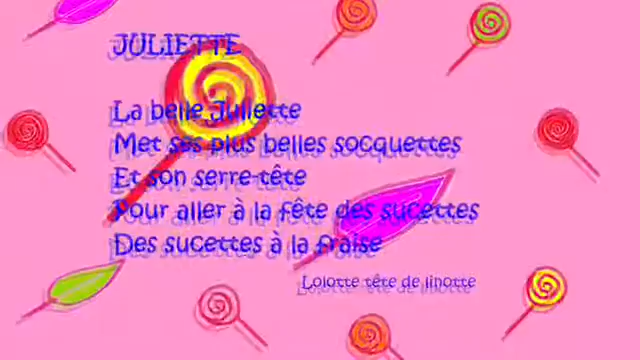 JULIETTE
La belle Juliette
Met ses plus belles socquettes
Et son serre-tête
Pour aller à la fête des sucettes
Des sucettes à la fraise
Lolotte tête de linotte